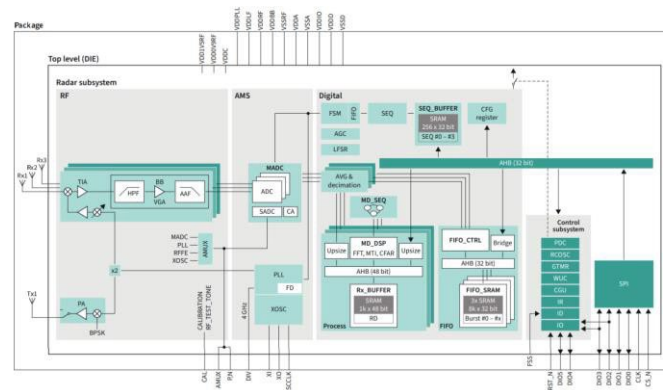 Package
VDDPLL
VDDLF
VDDRF
VDDBB
VSSRF
VDDA
VSSA
VDDIO
VDDD
VSSD
Top level (DIE)
VDD1V5RF
VDD0V9RF
VDDC
Radar subsystem
RF
AMS
Digital
FSM
FIFO
SEQ
SEQ_BUFFER
SRAM
256 x 32 bit
SEQ #0 – #3
CFG
register
AGC
LFSR
Rx3
Rx2
Rx1
TIA
HPF
BB
VGA
AAF
MADC
ADC
SADC
CA
AVG &
decimation
AHB (32 bit)
MD_SEQ
MADC
PLL
RFFE
XOSC
AMUX
Upsize
MD_DSP
FFT, MTI, CFAR
Upsize
FIFO_CTRL
Bridge
Control
subsystem
x2
PLL
FD
AHB (48 bit)
AHB (32 bit)
PDC
RCOSC
GTMR
WUC
CGU
IR
ID
IO
SPI
Tx1
PA
BPSK
CALIBRATION
RF_TEST_TONE
4 GHz
XOSC
Rx_BUFFER
SRAM
1k x 48 bit
RD
Process
FIFO_SRAM
3x SRAM
8k x 32 bit
Burst #0 – #x
FIFO
FSS
CAL
AMUX
P/N
DIV
XI
XO
SCCLK
RST_N
DIO5
DIO4
DIO3
DIO2
DIO1
DIO0
CLK
CS_N